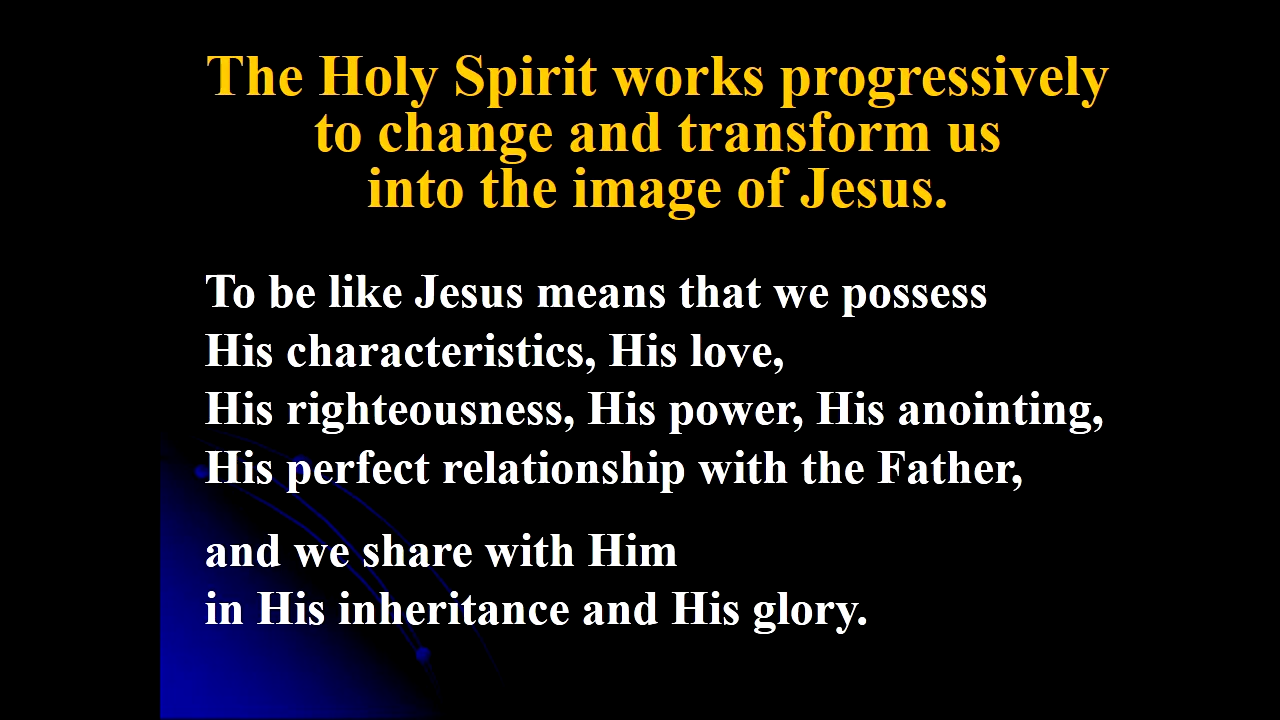 The Holy Spirit works progressively
to change and transform us
into the image of Jesus.
To be like Jesus means that we possess
His characteristics, His love,
His righteousness, His power, His anointing,
His perfect relationship with the Father,
and we share with Him
in His inheritance and His glory.